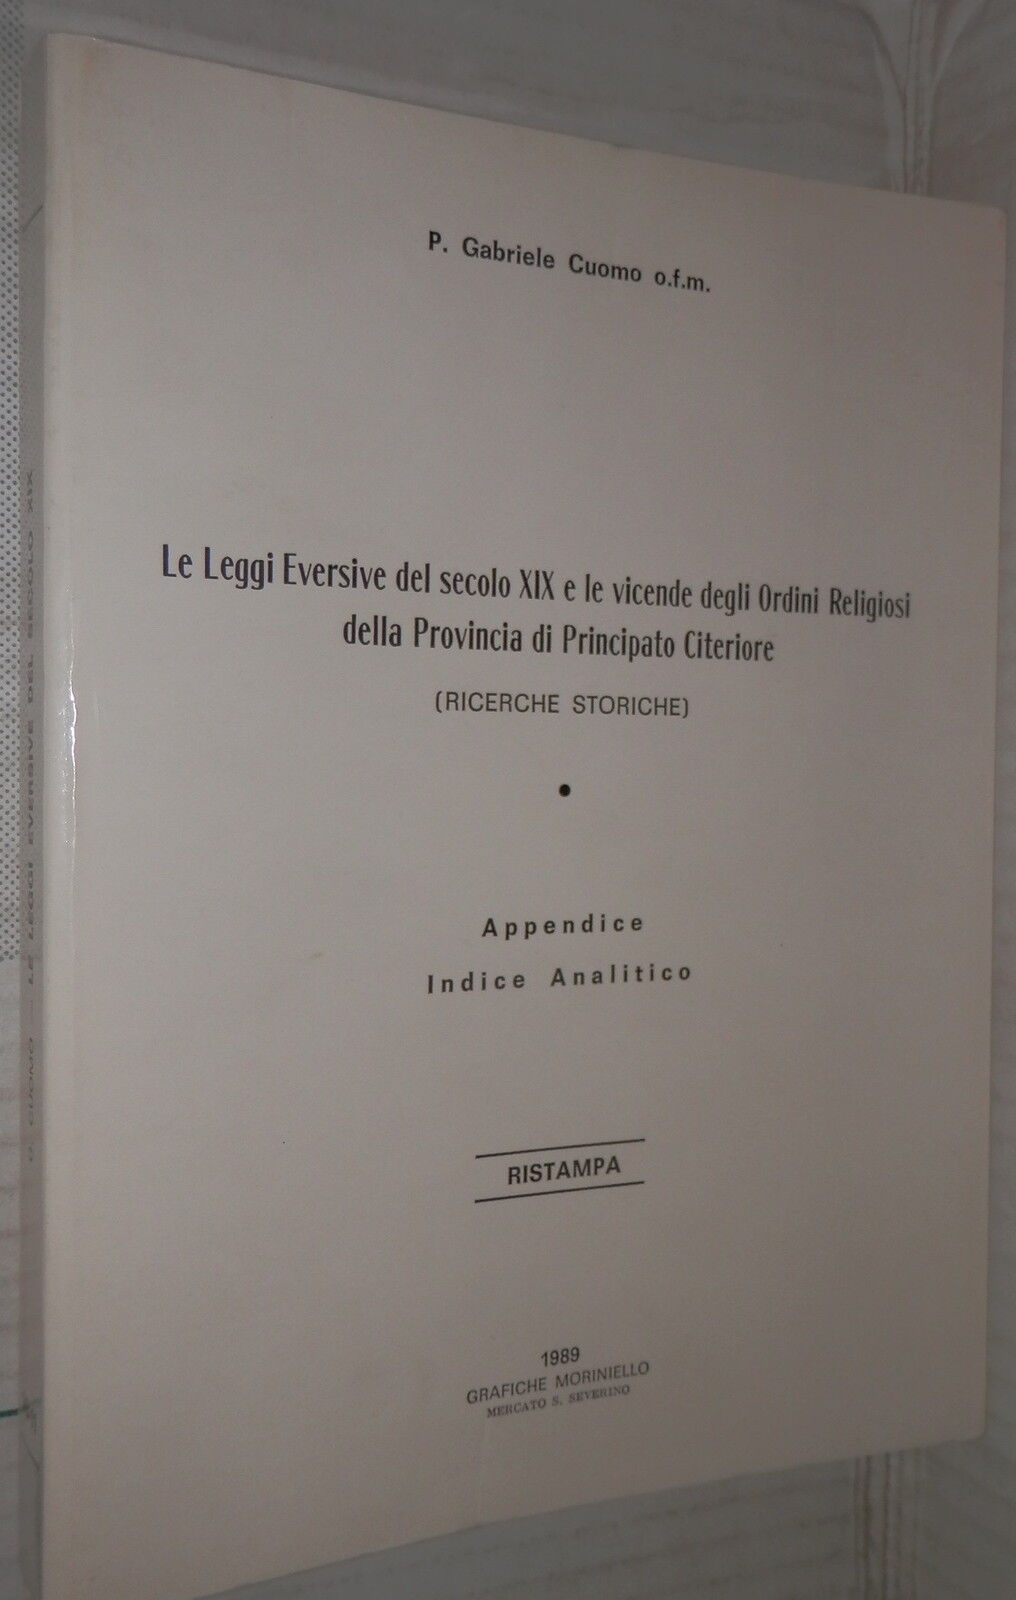 P. Gabriele Cuomo o.f.m.
Le Leggi Eversive del secolo XIX e le vicende degli Ordini Religiosi
della Provincia di Principato Citeriore
(RICERCHE STORICHE)
•
Appendice
Indice Analitico
RISTAMPA
1989
GRAFICHE MORINIELLO
MERCATO S. SEVERINO
G. CUOMO — LE LEGGI EVERSIVE DEL SECOLO XIX